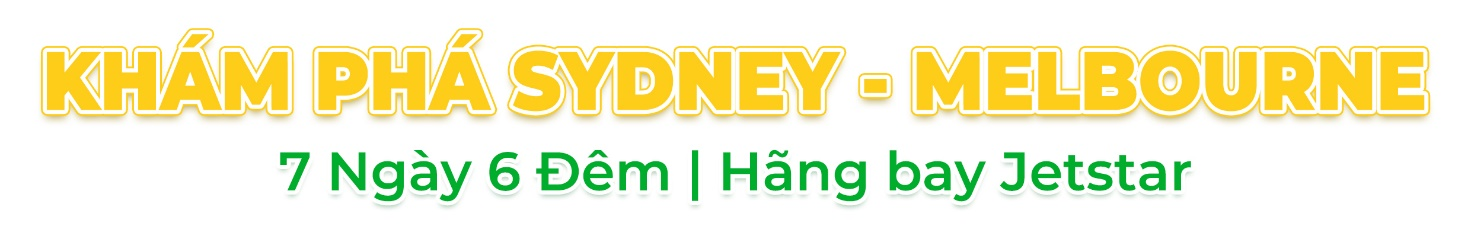 KHÁM PHÁ SYDNEY - MELBOURNE
7 Ngày 6 Đêm | Hãng bay Jetstar